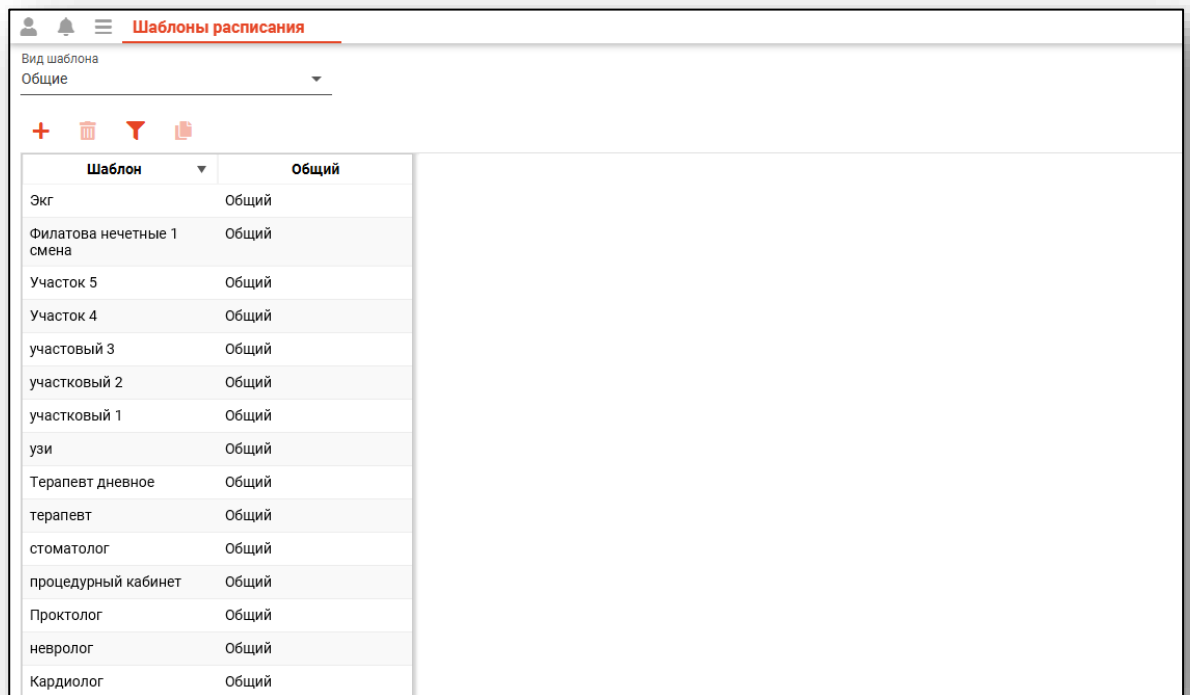 Шаблоны расписания
Вид шаблона
Общие
Шаблон Общий
Экг Общий
Филатова нечетные 1 Общий
смена
Участок 5 Общий
Участок 4 Общий
участовый 3 Общий
участковый 2 Общий
участковый 1 Общий
узи Общий
Терапевт дневное Общий
терапевт Общий
стоматолог Общий
процедурный кабинет Общий
Проктолог Общий
невролог Общий
Кардиолог Общий